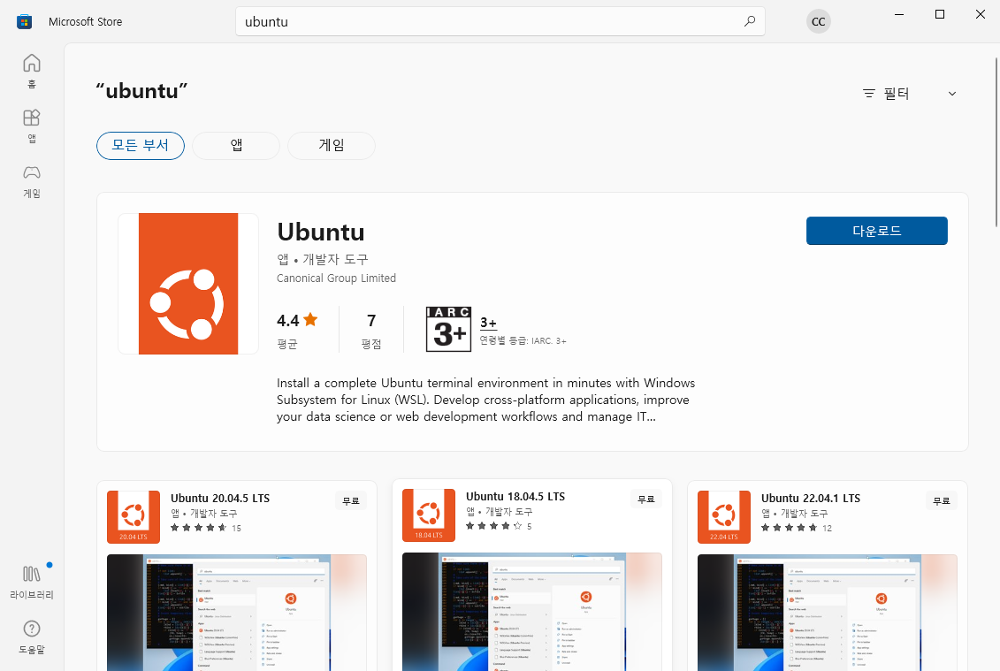 Microsoft Store
ubuntu
CC
홈
앱
게임
“ubuntu”
필터
모든 부서
앱
게임
Ubuntu
다운로드
앱 • 개발자 도구
Canonical Group Limited
4.4
평균
7
평점
IARC
3+
3+
연령별 등급: IARC. 3+
Install a complete Ubuntu terminal environment in minutes with Windows
Subsystem for Linux (WSL). Develop cross-platform applications, improve
your data science or web development workflows and manage IT...
20.04 LTS
Ubuntu 20.04.5 LTS
무료
앱 • 개발자 도구
15
18.04 LTS
Ubuntu 18.04.5 LTS
무료
앱 • 개발자 도구
5
22.04 LTS
Ubuntu 22.04.1 LTS
무료
앱 • 개발자 도구
12
라이브러리
도움말